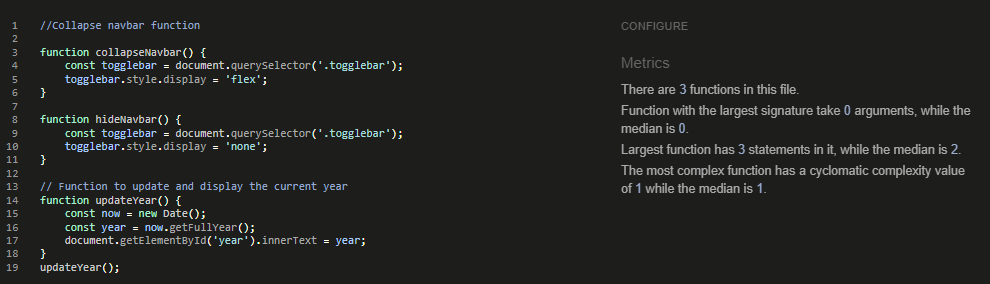 1 //Collapse navbar function
2
3 function collapseNavbar() {
4 const togglebar = document.querySelector('.togglebar');
5 togglebar.style.display = 'flex';
6 }
7
8 function hideNavbar() {
9 const togglebar = document.querySelector('.togglebar');
10 togglebar.style.display = 'none';
11 }
12
13 // Function to update and display the current year
14 function updateYear() {
15 const now = new Date();
16 const year = now.getFullYear();
17 document.getElementById('year').innerText = year;
18 }
19 updateYear();
CONFIGURE
Metrics
There are 3 functions in this file.
Function with the largest signature take 0 arguments, while the
median is 0.
Largest function has 3 statements in it, while the median is 2.
The most complex function has a cyclomatic complexity value
of 1 while the median is 1.